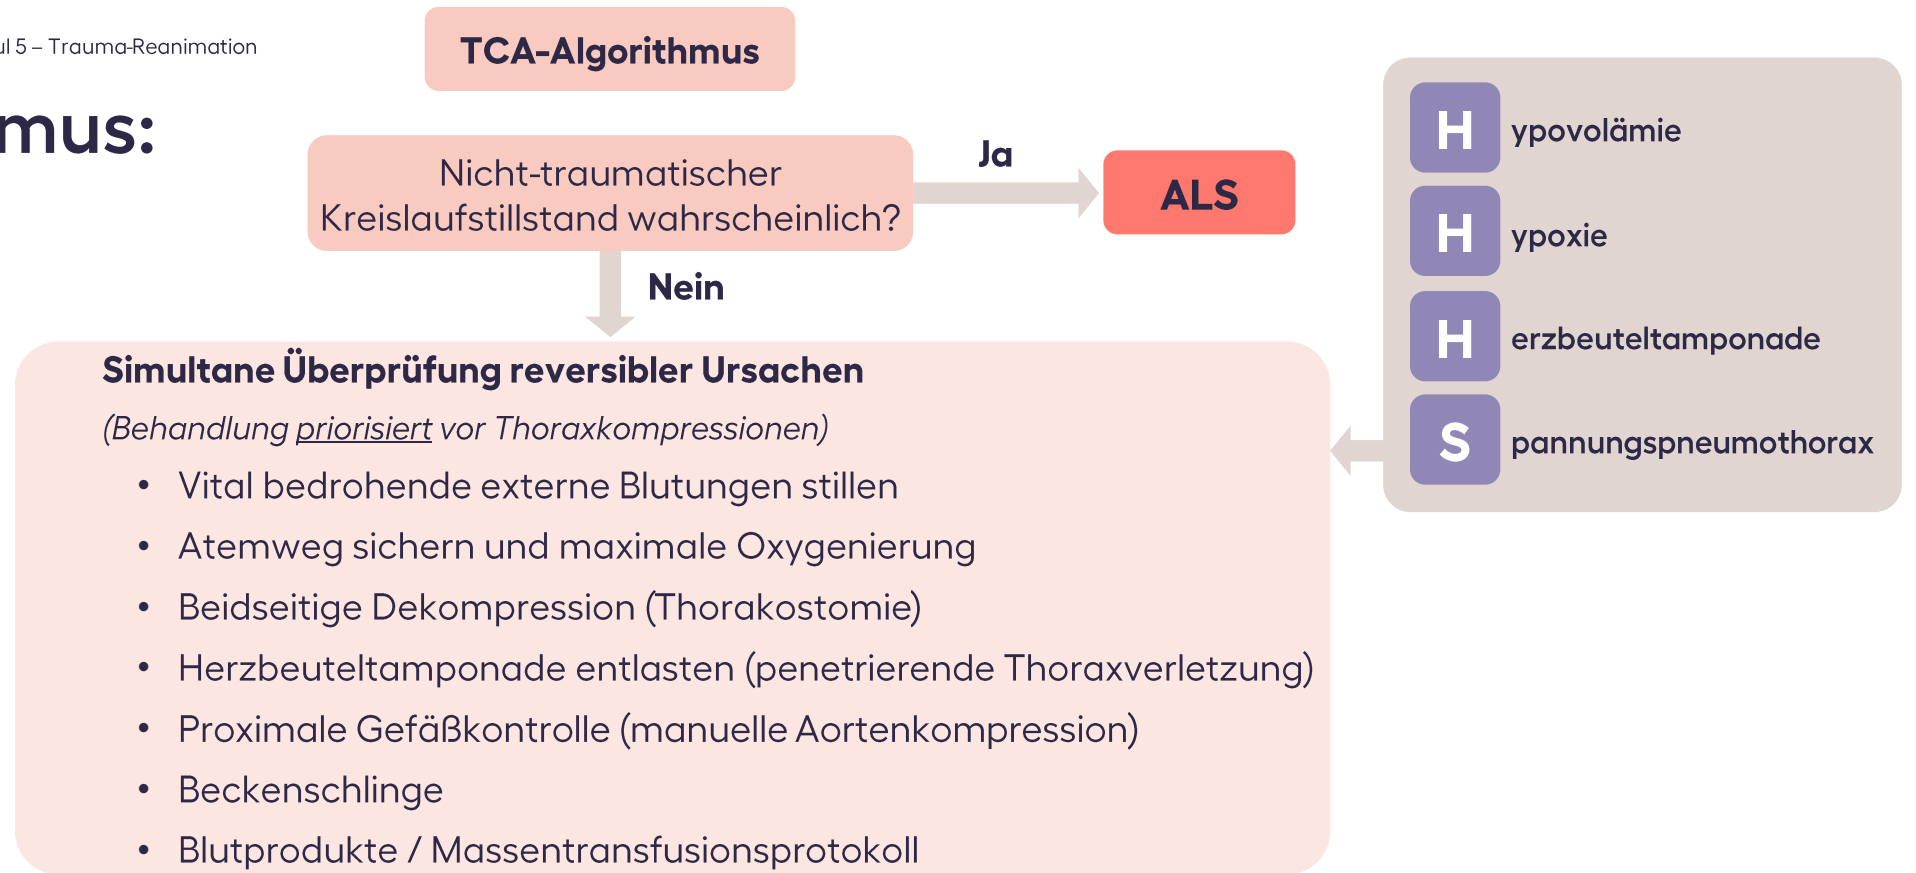 ul 5 – Trauma-Reanimation
mus:
TCA-Algorithmus
Nicht-traumatischer
Kreislaufstillstand wahrscheinlich?
Ja
ALS
Nein
Simultane Überprüfung reversibler Ursachen
(Behandlung priorisiert vor Thoraxkompressionen)
• Vital bedrohende externe Blutungen stillen
• Atemweg sichern und maximale Oxygenierung
• Beidseitige Dekompression (Thorakostomie)
• Herzbeuteltamponade entlasten (penetrierende Thoraxverletzung)
• Proximale Gefäßkontrolle (manuelle Aortenkompression)
• Beckenschlinge
• Blutprodukte / Massentransfusionsprotokoll
H ypovolämie
H ypoxie
H erzbeuteltamponade
S pannungspneumothorax